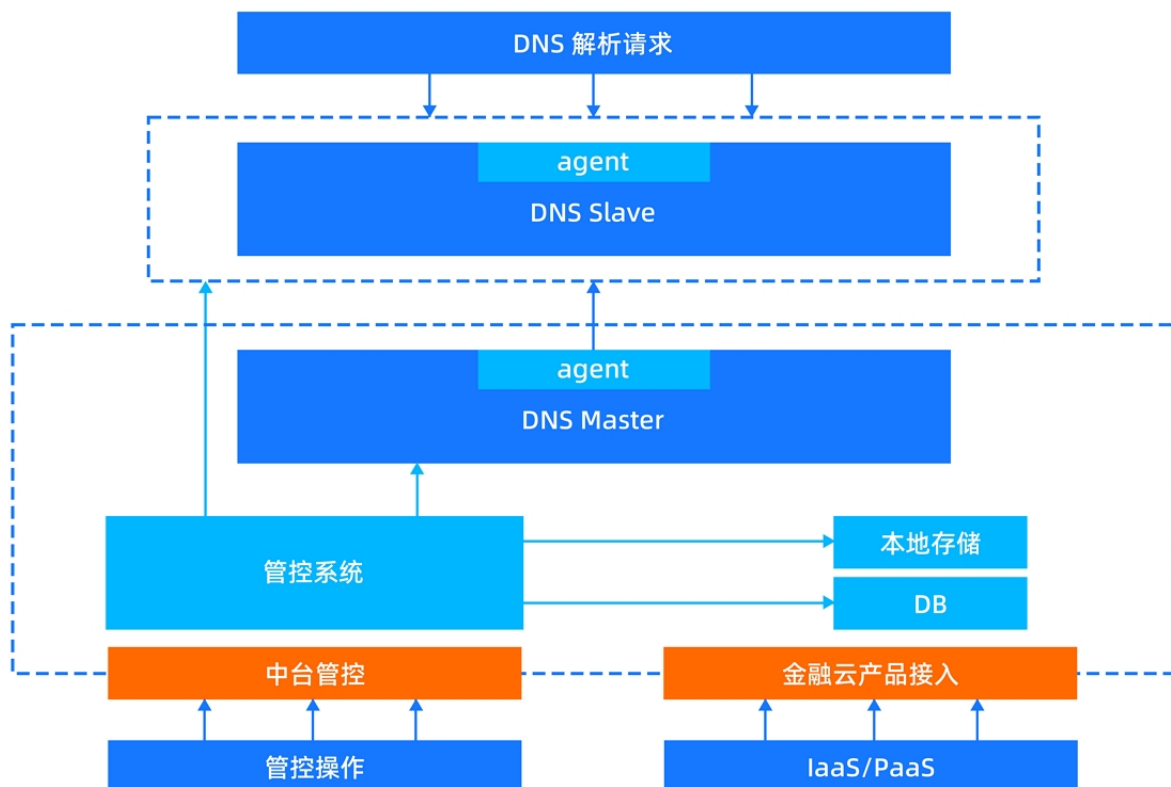 DNS 解析请求
agent
DNS Slave
agent
DNS Master
管控系统
本地存储
DB
中台管控
金融云产品接入
管控操作
IaaS/PaaS